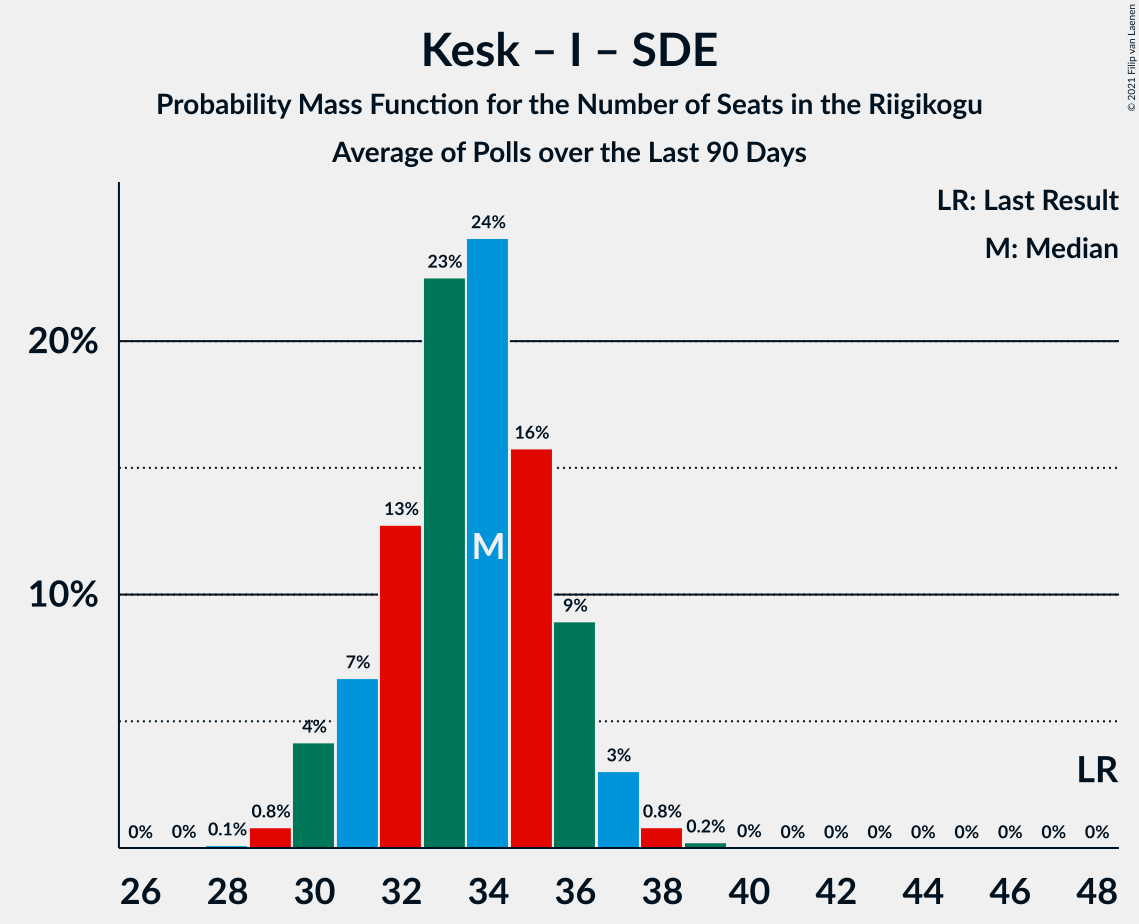 Kesk – I – SDE
Probability Mass Function for the Number of Seats in the Riigikogu
Average of Polls over the Last 90 Days
© 2021 Filip van Laenen
LR: Last Result
M: Median
20%
10%
0% 0% 0.1% 0.8% 4% 7% 13% 23% 24% 16% 9% 3% 0.8% 0.2% 0% 0% 0% 0% 0% 0% 0% 0% 0%
M
LR
26 28 30 32 34 36 38 40 42 44 46 48